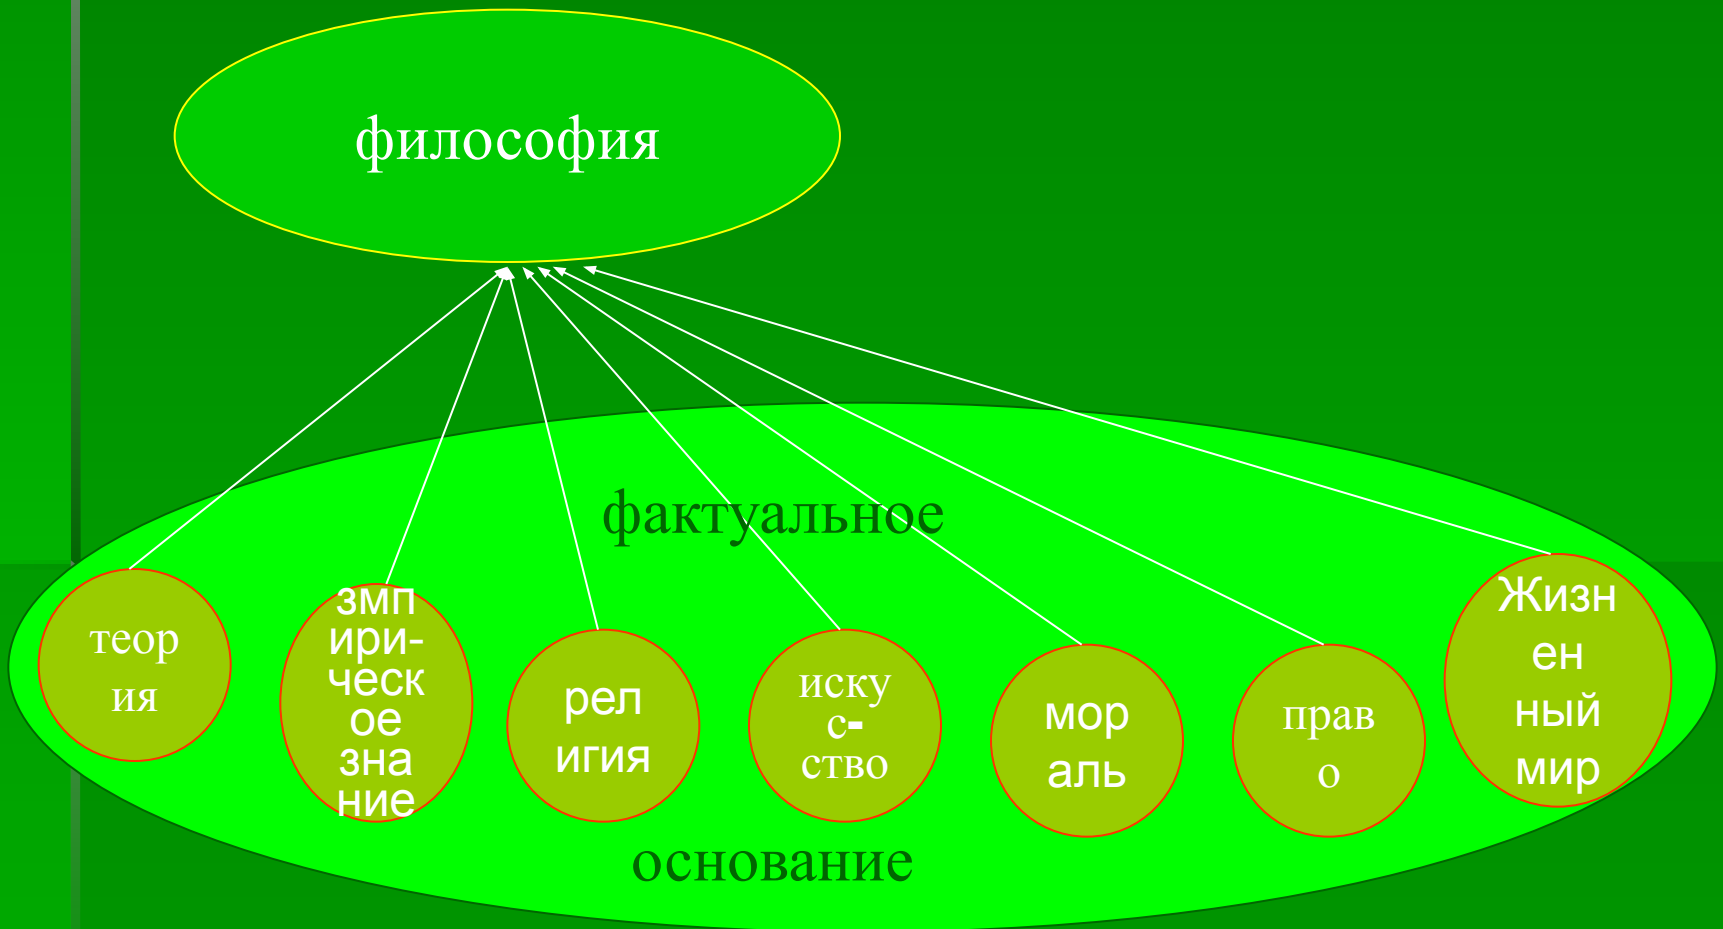 философия
фактуальное
теор
ия
змп
ири-
ческ
ое
зна
ние
рел
игия
иску
с-
ство
мор
аль
прав
о
Жизн
ен
ный
мир
основание